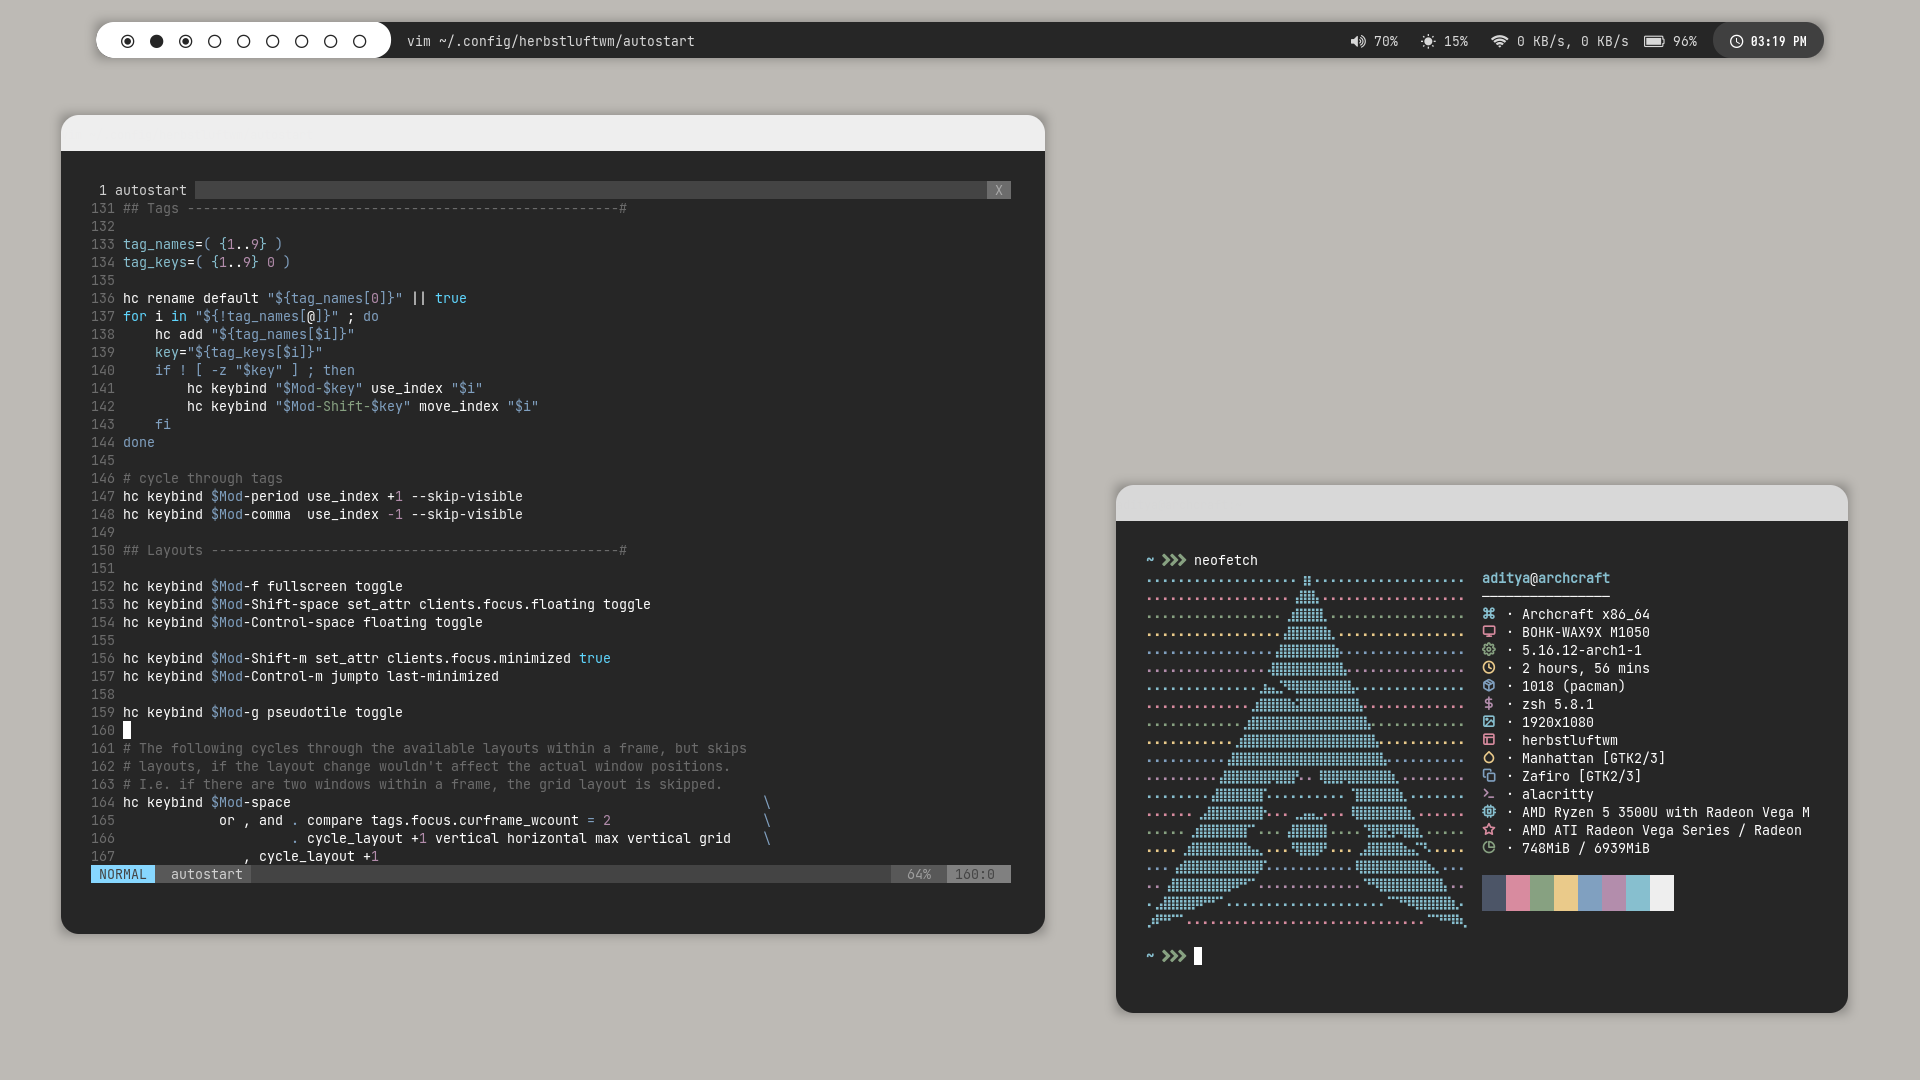 vim ~/.config/herbstluftwm/autostart
70% 15% 0 KB/s, 0 KB/s 96% 03:19 PM
1 autostart X
131 ## Tags ------------------------------------------------------#
132
133 tag_names=( {1..9} )
134 tag_keys=( {1..9} 0 )
135
136 hc rename default "${tag_names[0]}" || true
137 for i in "${!tag_names[@]}" ; do
138     hc add "${tag_names[$i]}"
139     key="${tag_keys[$i]}"
140     if ! [ -z "$key" ] ; then
141         hc keybind "$Mod-$key" use_index "$i"
142         hc keybind "$Mod-Shift-$key" move_index "$i"
143     fi
144 done
145
146 # cycle through tags
147 hc keybind $Mod-period use_index +1 --skip-visible
148 hc keybind $Mod-comma  use_index -1 --skip-visible
149
150 ## Layouts ---------------------------------------------------#
151
152 hc keybind $Mod-f fullscreen toggle
153 hc keybind $Mod-Shift-space set_attr clients.focus.floating toggle
154 hc keybind $Mod-Control-space floating toggle
155
156 hc keybind $Mod-Shift-m set_attr clients.focus.minimized true
157 hc keybind $Mod-Control-m jumpto last-minimized
158
159 hc keybind $Mod-g pseudotile toggle
160
161 # The following cycles through the available layouts within a frame, but skips
162 # layouts, if the layout change wouldn't affect the actual window positions.
163 # I.e. if there are two windows within a frame, the grid layout is skipped.
164 hc keybind $Mod-space                                                           \
165             or , and . compare tags.focus.curframe_wcount = 2                   \
166                      . cycle_layout +1 vertical horizontal max vertical grid    \
167                , cycle_layout +1
NORMAL autostart 64% 160:0
~ ❯❯❯ neofetch
aditya@archcraft
────────────────
· Archcraft x86_64
· BOHK-WAX9X M1050
· 5.16.12-arch1-1
· 2 hours, 56 mins
· 1018 (pacman)
· zsh 5.8.1
· 1920x1080
· herbstluftwm
· Manhattan [GTK2/3]
· Zafiro [GTK2/3]
· alacritty
· AMD Ryzen 5 3500U with Radeon Vega M
· AMD ATI Radeon Vega Series / Radeon
· 748MiB / 6939MiB
~ ❯❯❯